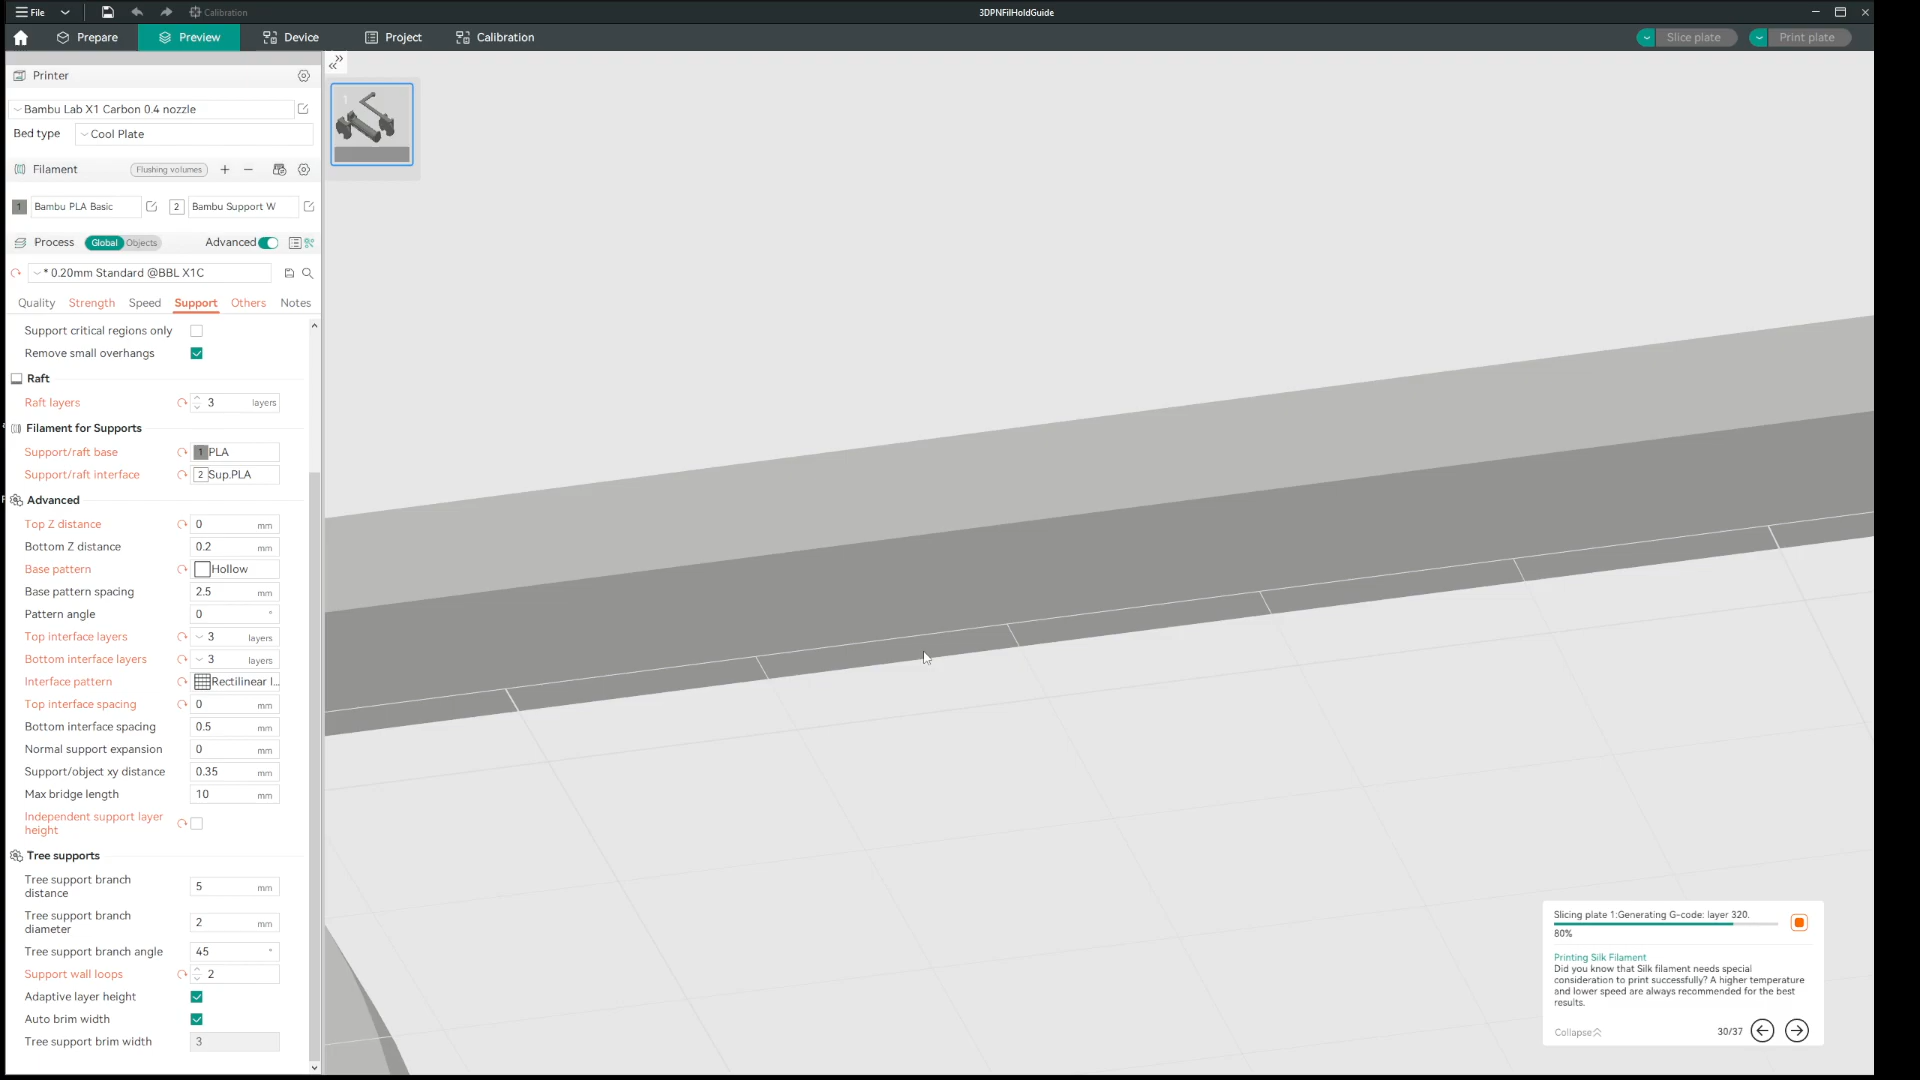 File
Calibration
3DPNFilHoldGuide
Prepare
Preview
Device
Project
Calibration
Slice plate
Print plate
Printer
Bambu Lab X1 Carbon 0.4 nozzle
Bed type
Cool Plate
Filament
Flushing volumes
1
Bambu PLA Basic
2
Bambu Support W
Process
Global
Objects
Advanced
* 0.20mm Standard @BBL X1C
Quality
Strength
Speed
Support
Others
Notes
Support critical regions only
Remove small overhangs
Raft
Raft layers 3 layers
Filament for Supports
Support/raft base 1 PLA
Support/raft interface 2 Sup.PLA
Advanced
Top Z distance 0 mm
Bottom Z distance 0.2 mm
Base pattern Hollow
Base pattern spacing 2.5 mm
Pattern angle 0 °
Top interface layers 3 layers
Bottom interface layers 3 layers
Interface pattern Rectilinear I...
Top interface spacing 0 mm
Bottom interface spacing 0.5 mm
Normal support expansion 0 mm
Support/object xy distance 0.35 mm
Max bridge length 10 mm
Independent support layer
height
Tree supports
Tree support branch
distance 5 mm
Tree support branch
diameter 2 mm
Tree support branch angle 45 °
Support wall loops 2
Adaptive layer height
Auto brim width
Tree support brim width 3
1
Slicing plate 1:Generating G-code: layer 320.
80%
Printing Silk Filament
Did you know that Silk filament needs special
consideration to print successfully? A higher temperature
and lower speed are always recommended for the best
results.
Collapse
30/37